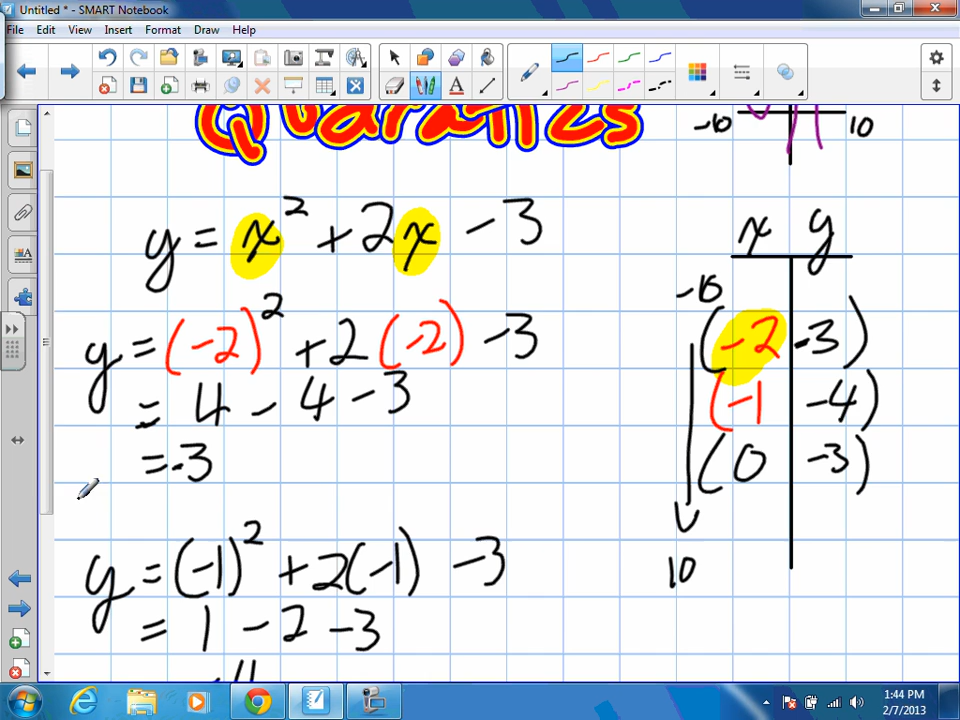 Untitled * - SMART Notebook
File Edit View Insert Format Draw Help
Quadratics
-10 10
y = x² + 2x - 3
x y
-10
y = (-2)² + 2(-2) - 3
(-2 -3)
= 4 - 4 - 3
(-1 -4)
= -3
(0 -3)
y = (-1)² + 2(-1) - 3
10
= 1 - 2 - 3
-4
1:44 PM
2/7/2013